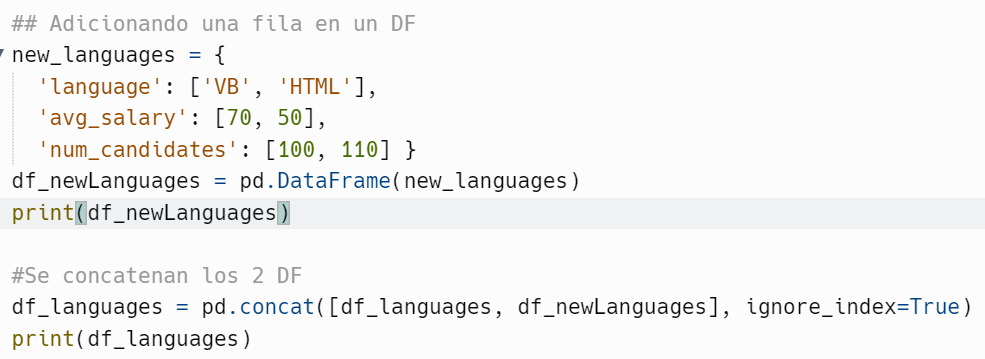 ## Adicionando una fila en un DF
new_languages = {
  'language': ['VB', 'HTML'],
  'avg_salary': [70, 50],
  'num_candidates': [100, 110] }
df_newLanguages = pd.DataFrame(new_languages)
print(df_newLanguages)

#Se concatenan los 2 DF
df_languages = pd.concat([df_languages, df_newLanguages], ignore_index=True)
print(df_languages)